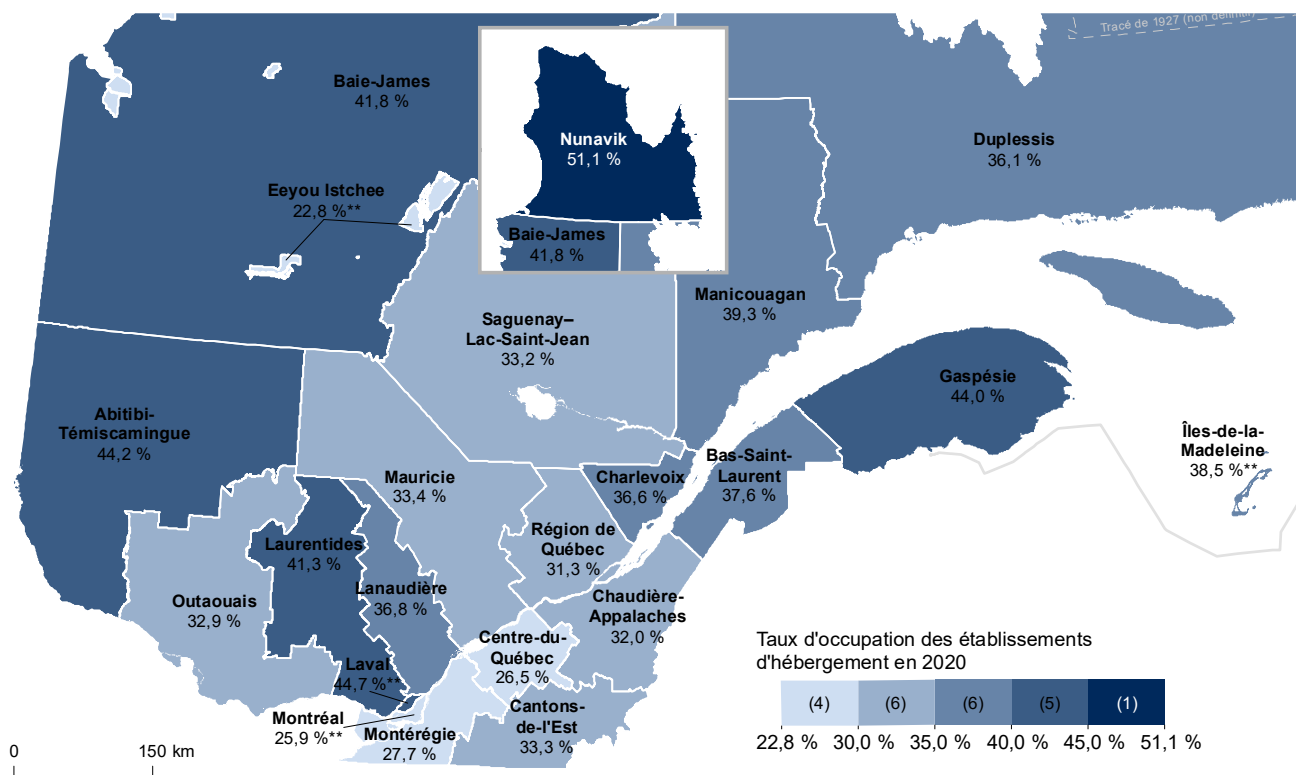 Tracé de 1927 (non définitif)
Baie-James
41,8 %
Nunavik
51,1 %
Baie-James
41,8 %
Duplessis
36,1 %
Eeyou Istchee
22,8 %**
Manicouagan
39,3 %
Saguenay–
Lac-Saint-Jean
33,2 %
Gaspésie
44,0 %
Abitibi-
Témiscamingue
44,2 %
Îles-de-la-
Madeleine
38,5 %**
Mauricie
33,4 %
Charlevoix
36,6 %
Bas-Saint-
Laurent
37,6 %
Région de
Québec
31,3 %
Laurentides
41,3 %
Lanaudière
36,8 %
Outaouais
32,9 %
Chaudière-
Appalaches
32,0 %
Centre-du-
Québec
26,5 %
Laval
44,7 %**
Montréal
25,9 %**
Montérégie
27,7 %
Cantons-
de-l'Est
33,3 %
Taux d'occupation des établissements
d'hébergement en 2020
(4) (6) (6) (5) (1)
22,8 % 30,0 % 35,0 % 40,0 % 45,0 % 51,1 %
0 150 km